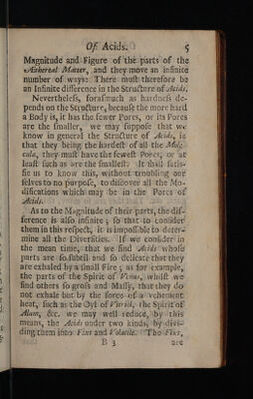 Of Acids. 5
Magnitude and Figure of the parts of the
Æthereal Matter, and they move an infinite
number of ways: There must therefore be
an Infinite difference in the Structure of Acids.
Nevertheless, forasmuch as hardness de-
pends on the Structure, because the more hard
a Body is, it has the fewer Pores, or its Pores
are the smaller, we may suppose that we
know in general the Structure of Acids, is
that they being the hardest of all the Mole-
cula, they must have the fewest Pores, or at
least such as are the smallest: It shall satis-
fie us to know this, without troubling our
selves to no purpose, to discover all the Mo-
difications which may be in the Pores of
Acids.
As to the Magnitude of their parts, the dif-
ference is also infinite; so that to consider
them in this respect, it is impossible to deter-
mine all the Diversities. If we consider in
the mean time, that we find Acids whose
parts are so subtil and so delicate that they
are exhaled by a small Fire; as for example,
the parts of the Spirit of Venus, whilst we
find others so gross and Massy, that they do
not exhale but by the force of a vehement
heat, such as the Oyl of Vitriol, the Spirit of
Alum, &c. we may well reduce, by this
means, the Acids under two kinds, by divi-
ding them into Fixt and Volatile. The Fixt,
B 3 are